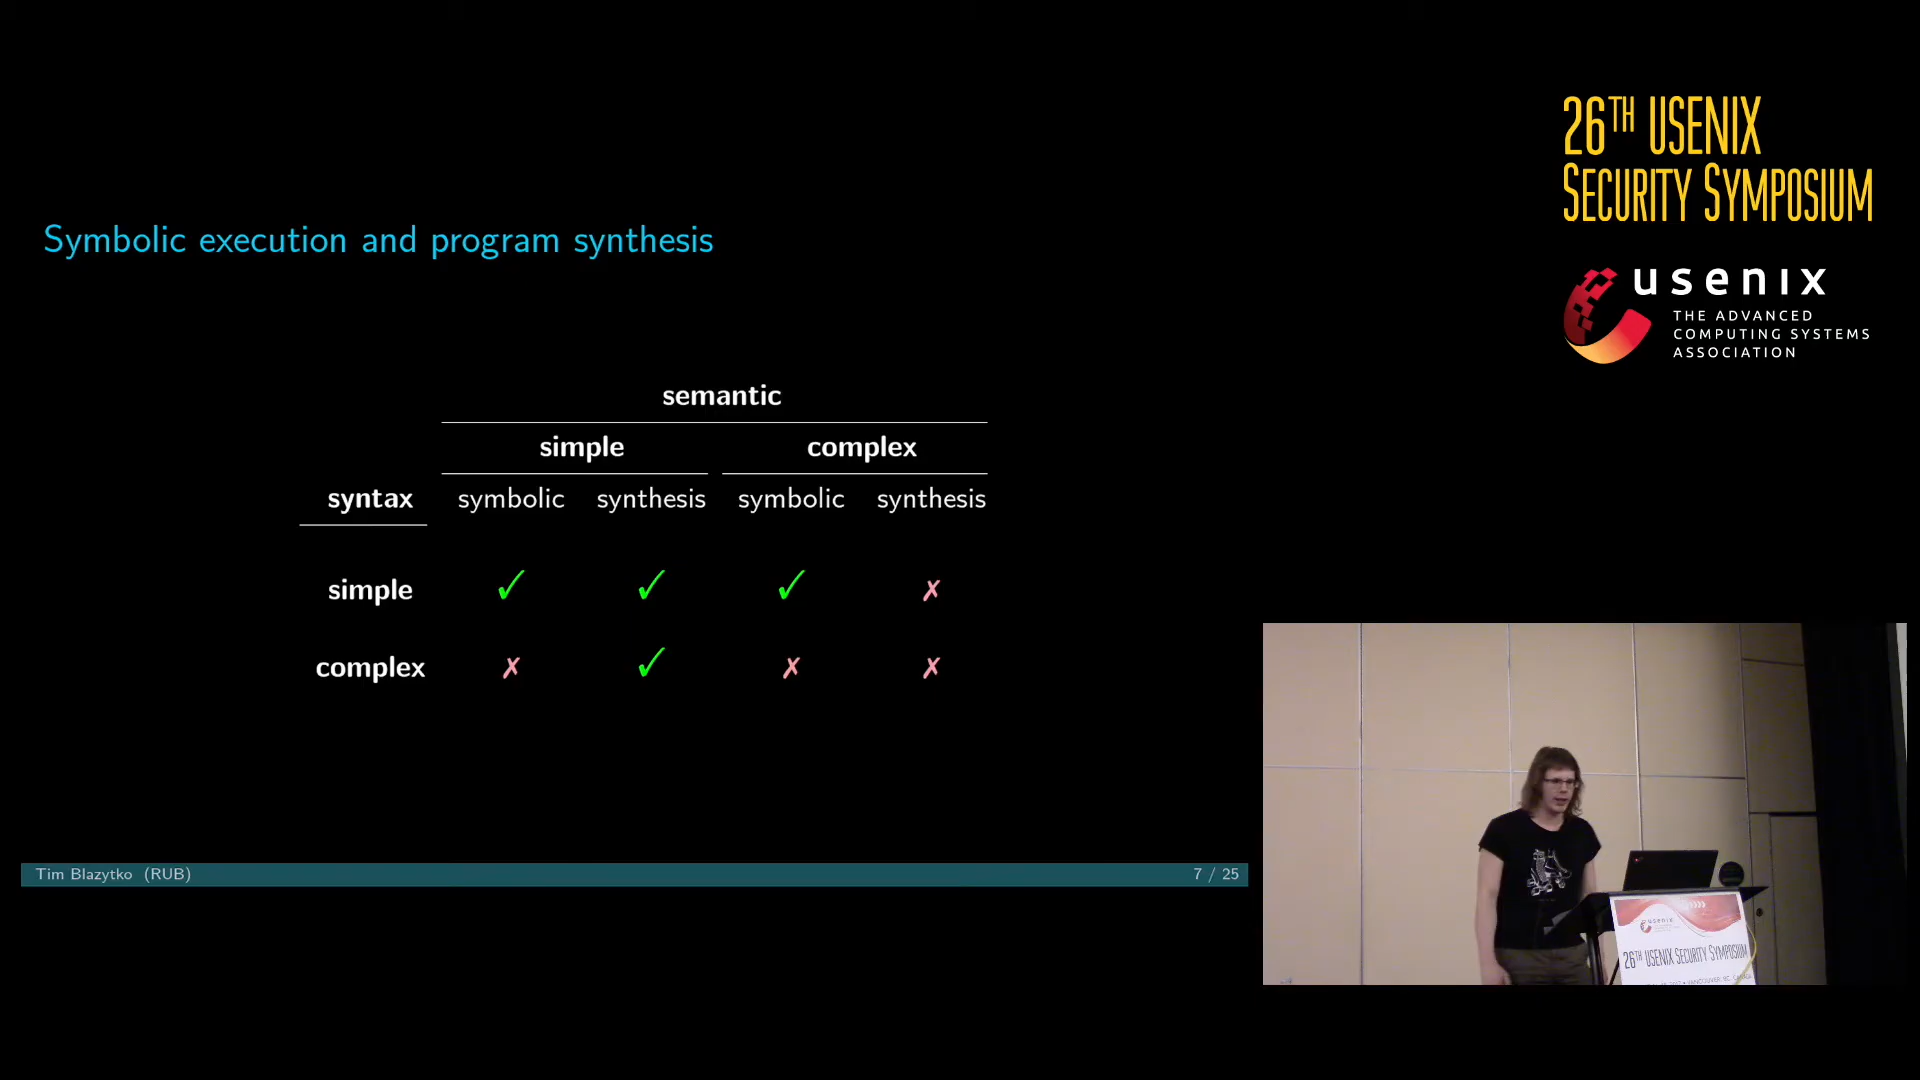 26TH USENIX
SECURITY SYMPOSIUM
usenix
THE ADVANCED
COMPUTING SYSTEMS
ASSOCIATION
Symbolic execution and program synthesis
semantic
simple complex
syntax symbolic synthesis symbolic synthesis
simple ✓ ✓ ✓ ✗
complex ✗ ✓ ✗ ✗
Tim Blazytko (RUB) 7 / 25
usenix
26TH USENIX SECURITY SYMPOSIUM